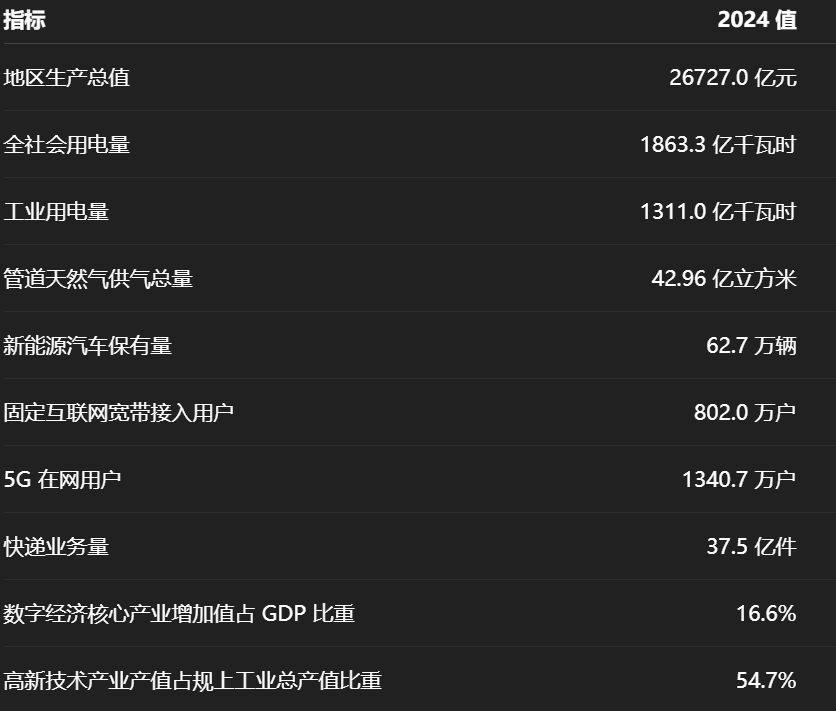 指标 2024 值
地区生产总值 26727.0 亿元
全社会用电量 1863.3 亿千瓦时
工业用电量 1311.0 亿千瓦时
管道天然气供气总量 42.96 亿立方米
新能源汽车保有量 62.7 万辆
固定互联网宽带接入用户 802.0 万户
5G 在网用户 1340.7 万户
快递业务量 37.5 亿件
数字经济核心产业增加值占 GDP 比重 16.6%
高新技术产业产值占规上工业总产值比重 54.7%